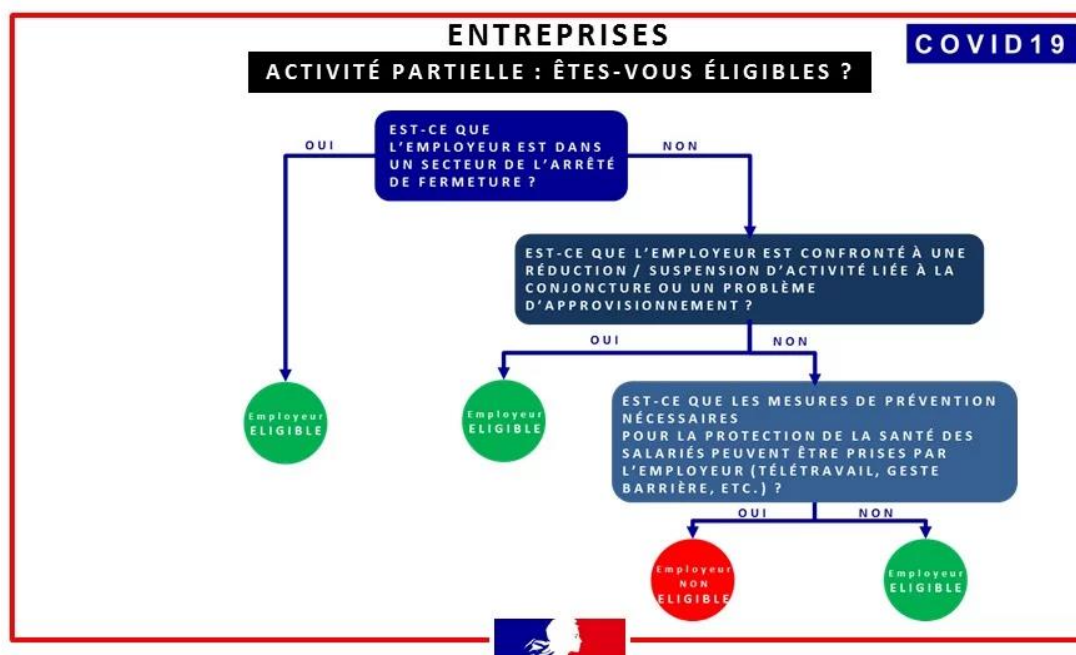 ENTREPRISES
COVID19
ACTIVITÉ PARTIELLE : ÊTES-VOUS ÉLIGIBLES ?
OUI
EST-CE QUE
L'EMPLOYEUR EST DANS
UN SECTEUR DE L'ARRÊTÉ
DE FERMETURE ?
NON
EST-CE QUE L'EMPLOYEUR EST CONFRONTÉ À UNE
RÉDUCTION / SUSPENSION D'ACTIVITÉ LIÉE À LA
CONJONCTURE OU UN PROBLÈME
D'APPROVISIONNEMENT ?
OUI
NON
Employeur
ELIGIBLE
Employeur
ELIGIBLE
EST-CE QUE LES MESURES DE PRÉVENTION
NÉCESSAIRES
POUR LA PROTECTION DE LA SANTÉ DES
SALARIÉS PEUVENT ÊTRE PRISES PAR
L'EMPLOYEUR (TÉLÉTRAVAIL, GESTE
BARRIÈRE, ETC.) ?
OUI
NON
Employeur
NON
ELIGIBLE
Employeur
ELIGIBLE